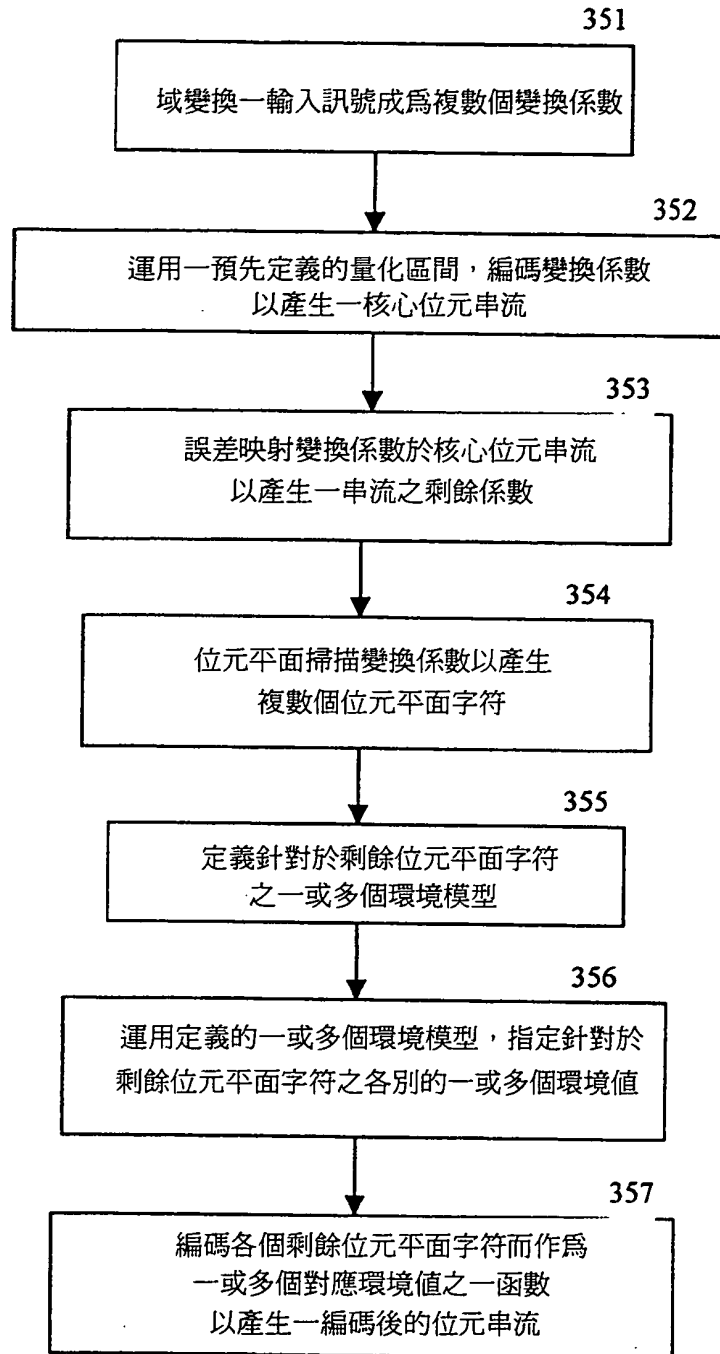 351
域變換一輸入訊號成爲複數個變換係數
352
運用一預先定義的量化區間，編碼變換係數
以產生一核心位元串流
353
誤差映射變換係數於核心位元串流
以產生一串流之剩餘係數
354
位元平面掃描變換係數以產生
複數個位元平面字符
355
定義針對於剩餘位元平面字符
之一或多個環境模型
356
運用定義的一或多個環境模型，指定針對於
剩餘位元平面字符之各別的一或多個環境值
357
編碼各個剩餘位元平面字符而作爲
一或多個對應環境值之一函數
以產生一編碼後的位元串流